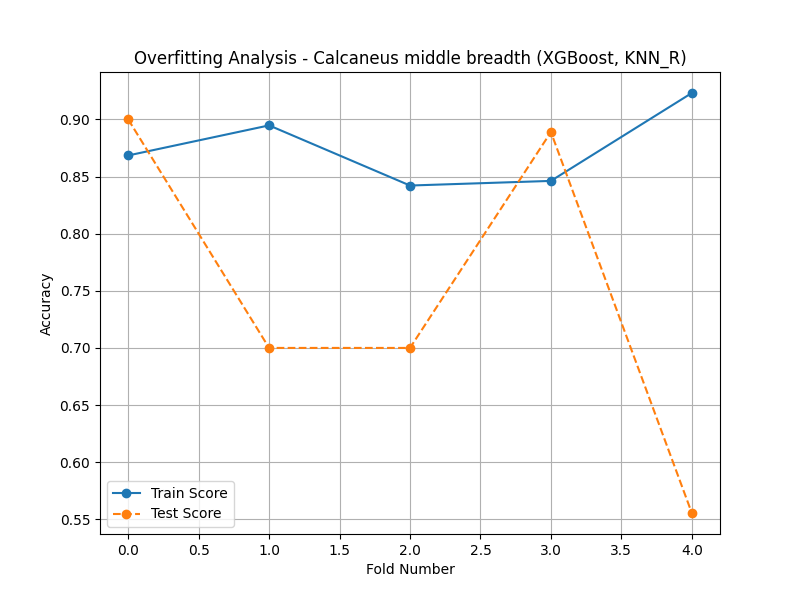 Overfitting Analysis - Calcaneus middle breadth (XGBoost, KNN_R)
Accuracy
0.90
0.85
0.80
0.75
0.70
0.65
0.60
0.55
Train Score
Test Score
0.0 0.5 1.0 1.5 2.0 2.5 3.0 3.5 4.0
Fold Number